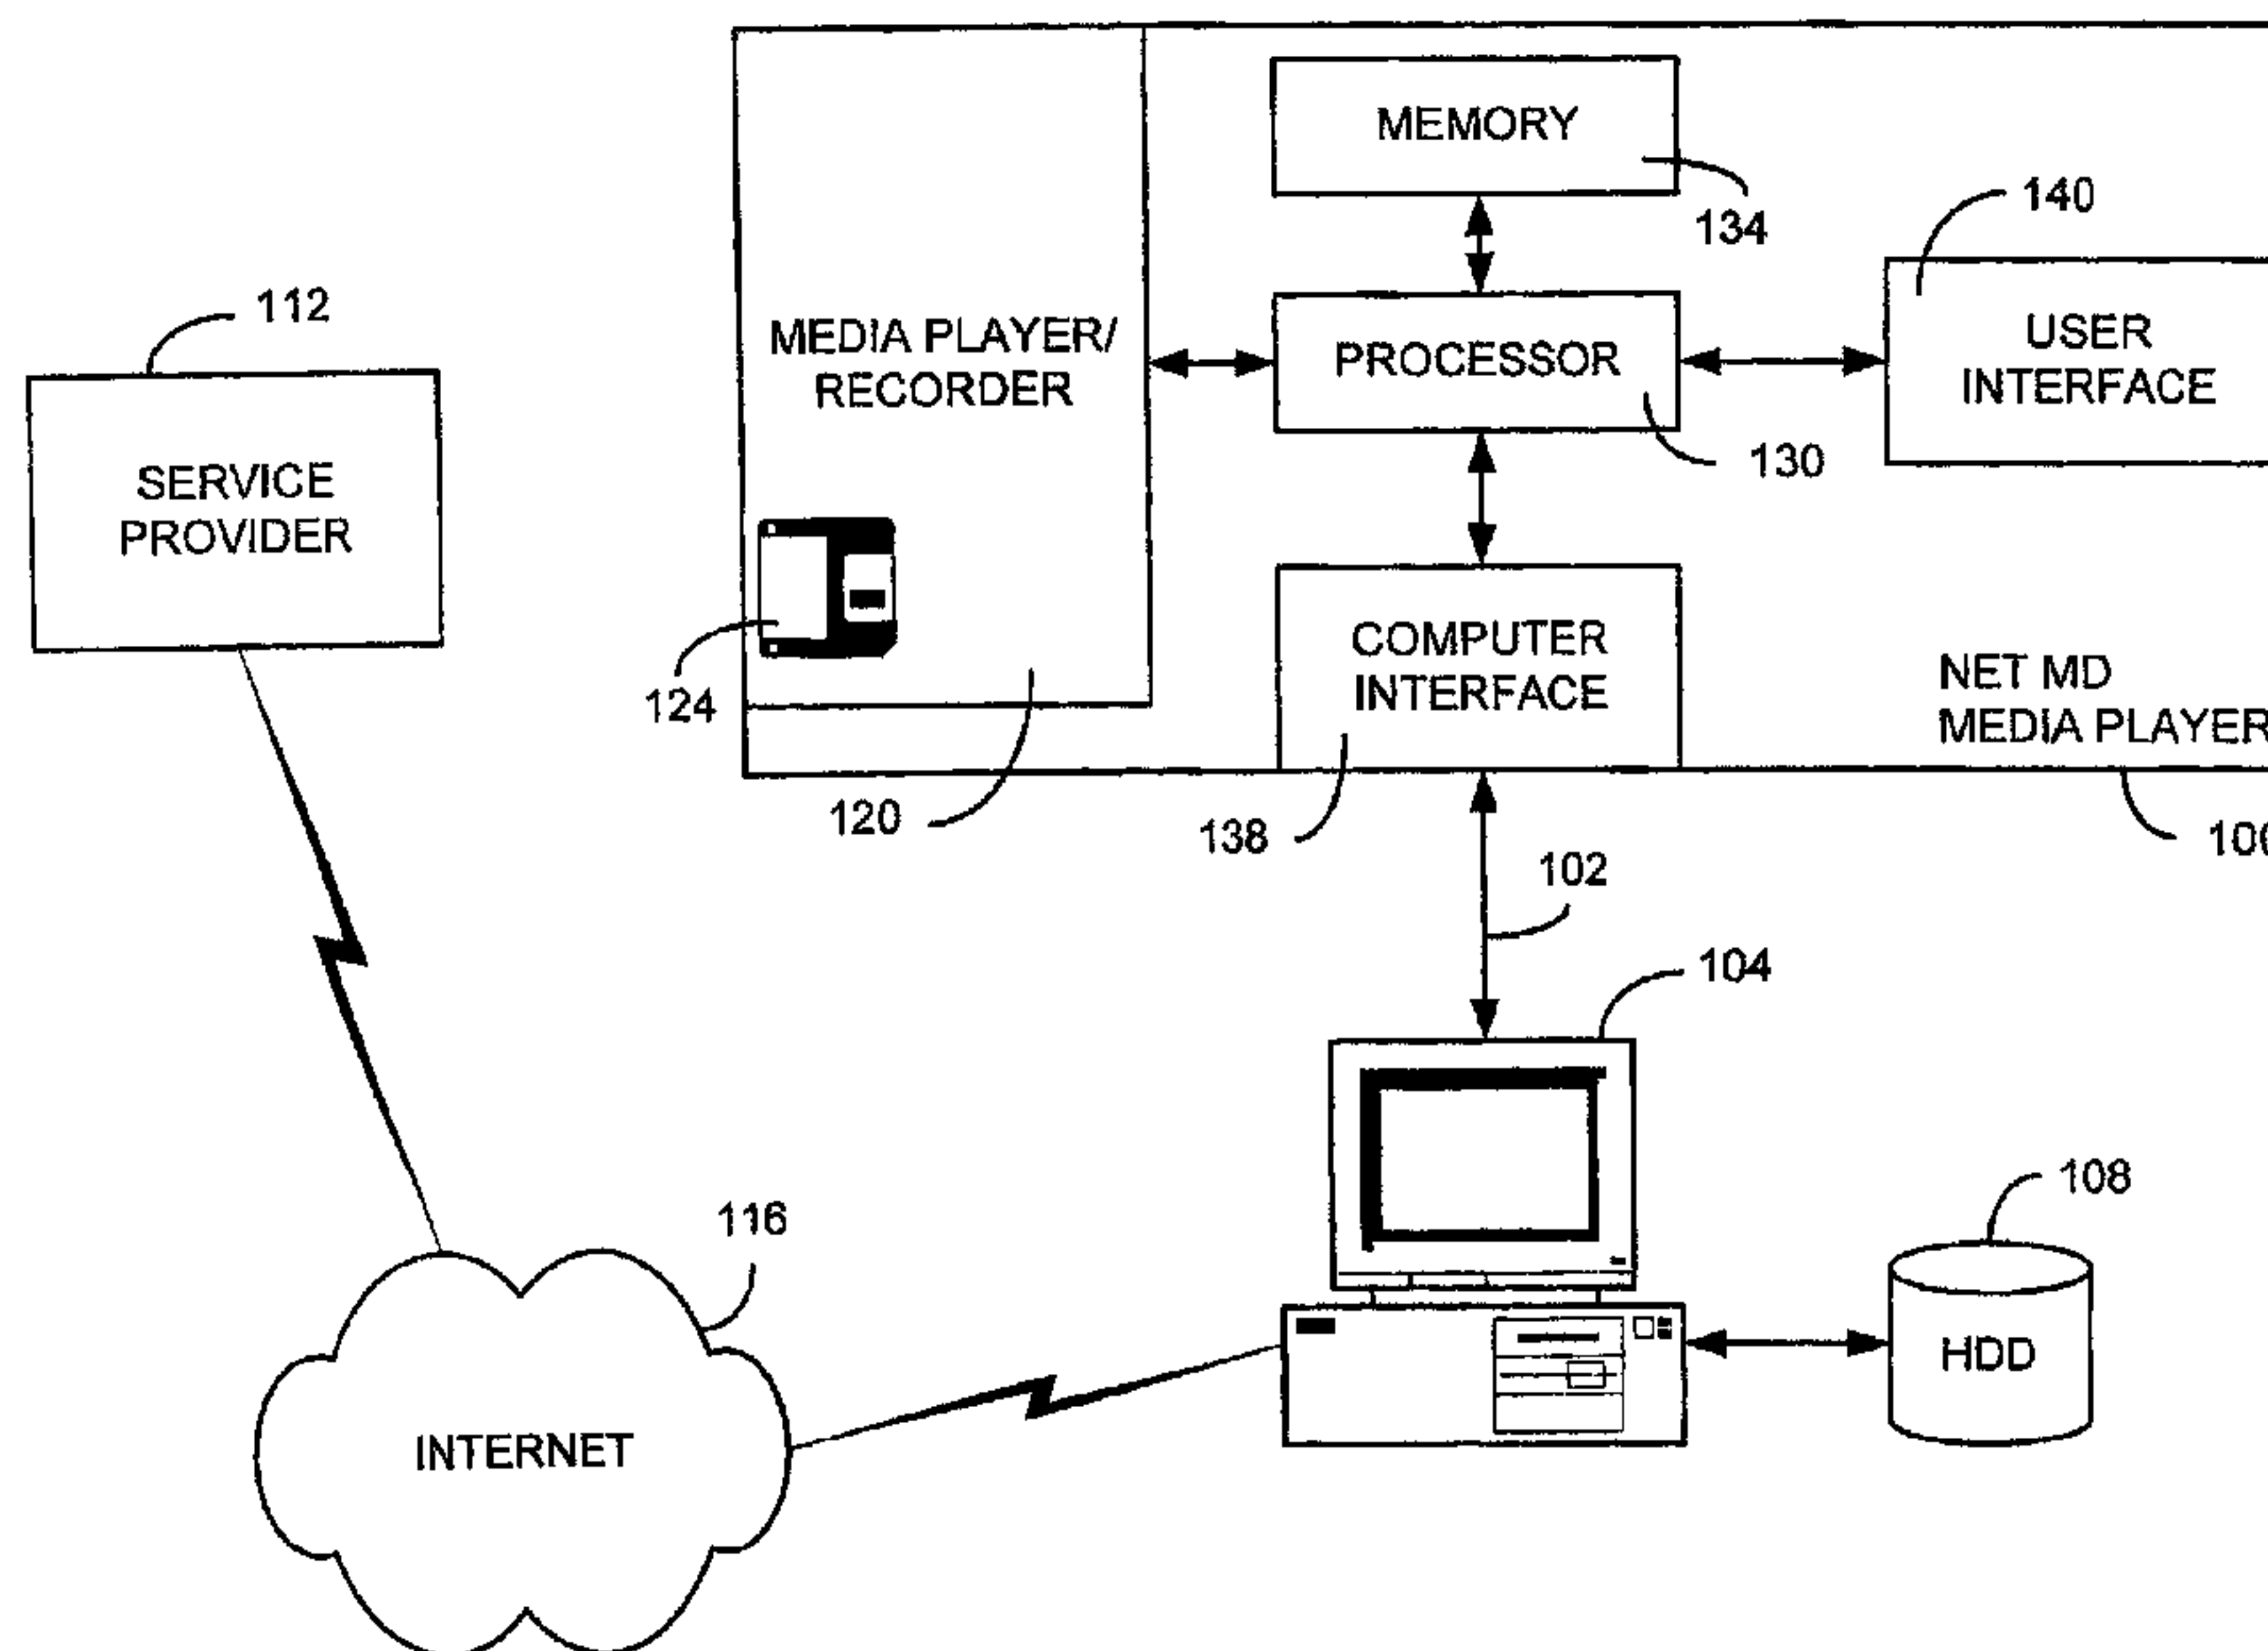 MEMORY
134
140
112
MEDIA PLAYER/
RECORDER
PROCESSOR
USER
INTERFACE
130
SERVICE
PROVIDER
COMPUTER
INTERFACE
NET MD
MEDIA PLAYER
124
120
138
102
104
108
116
HDD
INTERNET